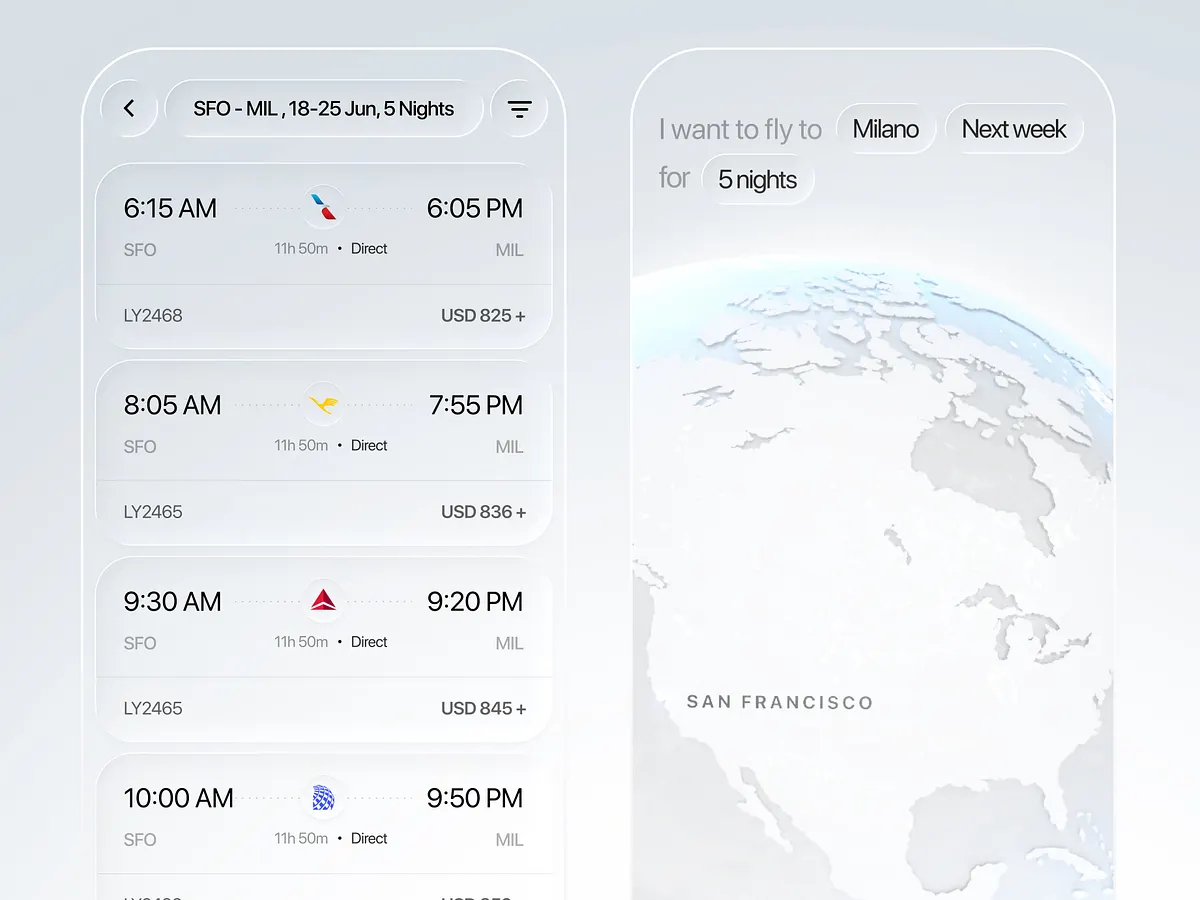 SFO - MIL , 18-25 Jun, 5 Nights
6:15 AM 6:05 PM
SFO 11h 50m • Direct MIL
LY2468 USD 825 +
8:05 AM 7:55 PM
SFO 11h 50m • Direct MIL
LY2465 USD 836 +
9:30 AM 9:20 PM
SFO 11h 50m • Direct MIL
LY2465 USD 845 +
10:00 AM 9:50 PM
SFO 11h 50m • Direct MIL
I want to fly to Milano Next week
for 5 nights
SAN FRANCISCO